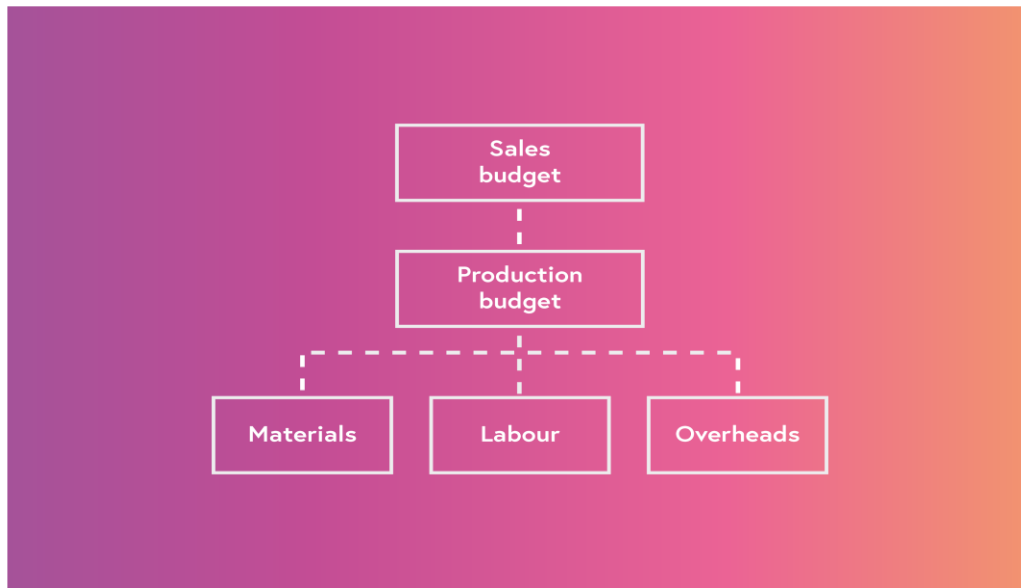 Sales
budget
Production
budget
Materials
Labour
Overheads